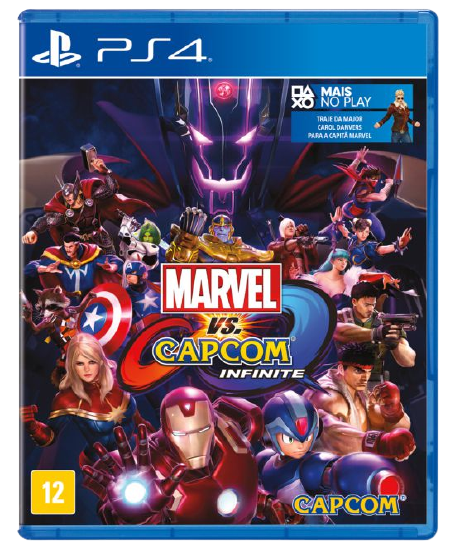 PS4
MAIS
NO PLAY
TRAJE DA MAJOR
CAROL DANVERS
PARA A CAPITÃ MARVEL
MARVEL
VS.
CAPCOM
INFINITE
12
CAPCOM